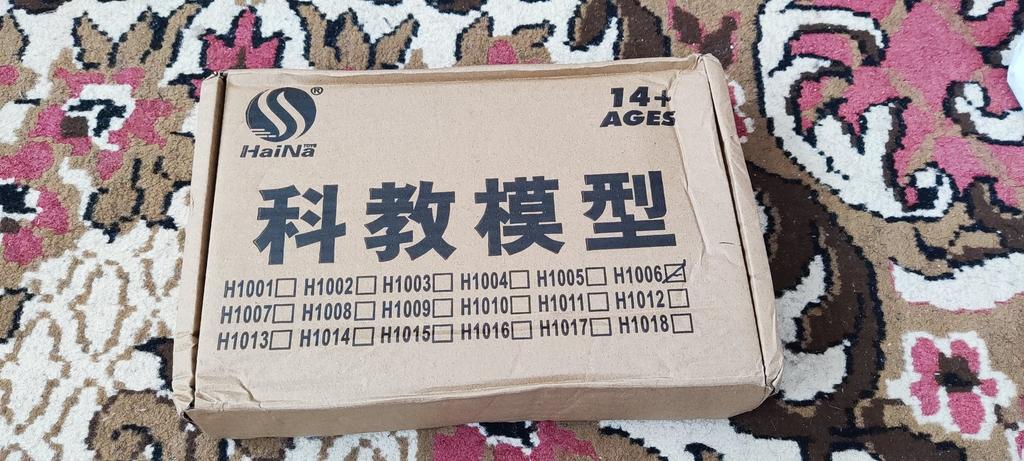 ®
14+
AGES
HaiNa TOYS
科教模型
H1001□ H1002□ H1003□ H1004□ H1005□ H1006☑
H1007□ H1008□ H1009□ H1010□ H1011□ H1012□
H1013□ H1014□ H1015□ H1016□ H1017□ H1018□